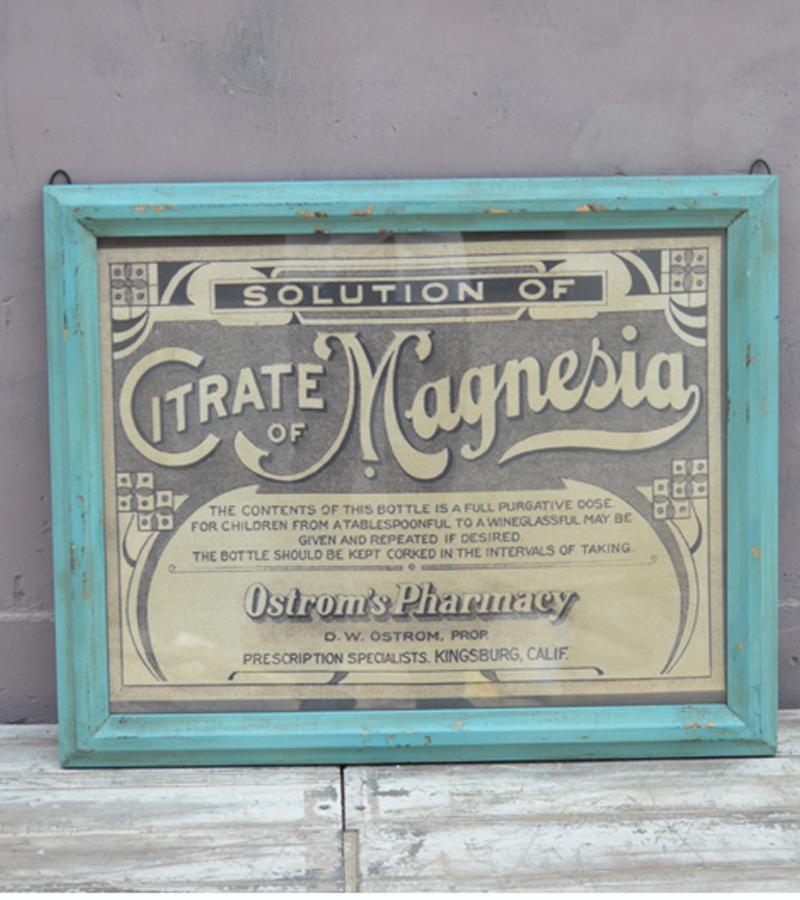 SOLUTION OF
CITRATE OF Magnesia
THE CONTENTS OF THIS BOTTLE IS A FULL PURGATIVE DOSE.
FOR CHILDREN FROM A TABLESPOONFUL TO A WINEGLASSFUL MAY BE
GIVEN AND REPEATED IF DESIRED.
THE BOTTLE SHOULD BE KEPT CORKED IN THE INTERVALS OF TAKING.
Ostrom's Pharmacy
D. W. OSTROM, PROP.
PRESCRIPTION SPECIALISTS. KINGSBURG, CALIF.